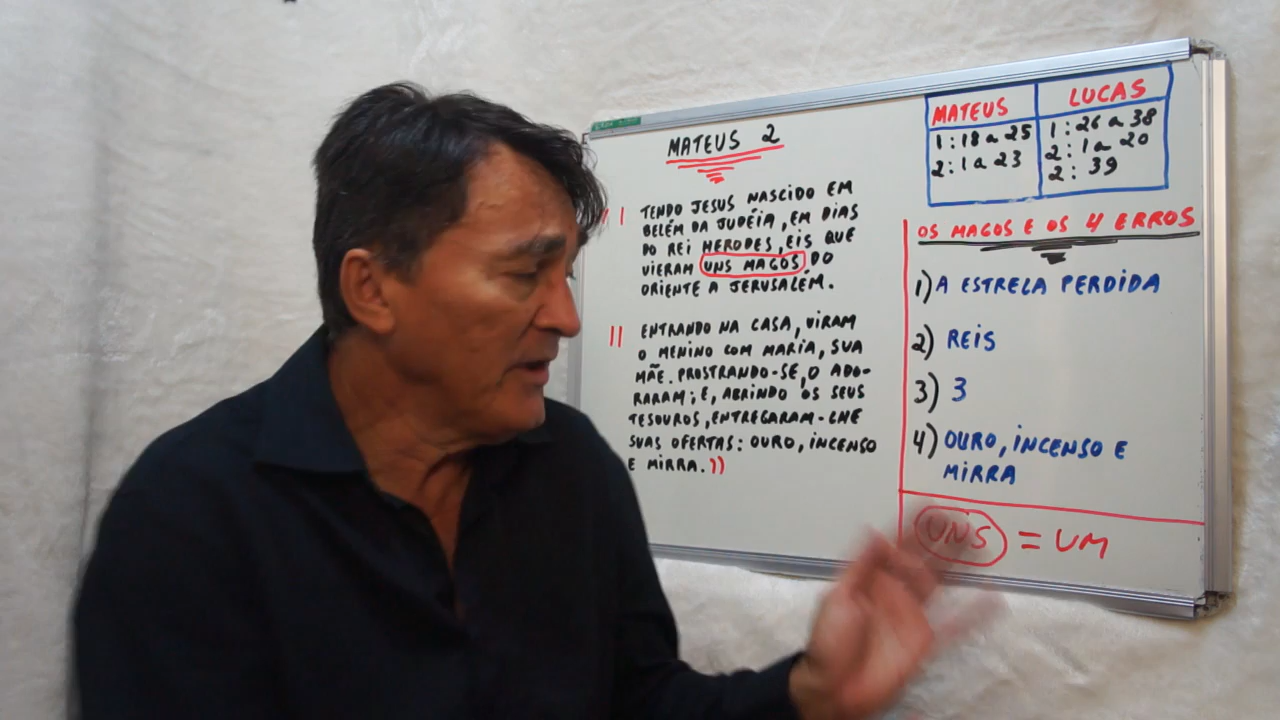 MATEUS 2
1 TENDO JESUS NASCIDO EM
BELÉM DA JUDÉIA, EM DIAS
DO REI HERODES, EIS QUE
VIERAM UNS MAGOS DO
ORIENTE A JERUSALÉM.
11 ENTRANDO NA CASA, VIRAM
O MENINO COM MARIA, SUA
MÃE. PROSTRANDO-SE, O ADO-
RARAM; E, ABRINDO OS SEUS
TESOUROS, ENTREGARAM-LHE
SUAS OFERTAS: OURO, INCENSO
E MIRRA.))
MATEUS
1:18 a 25
2:1 a 23
LUCAS
1:26 a 38
2:1 a 20
2:39
OS MAGOS E OS 4 ERROS
1) A ESTRELA PERDIDA
2) REIS
3) 3
4) OURO, INCENSO E
MIRRA
UNS = UM